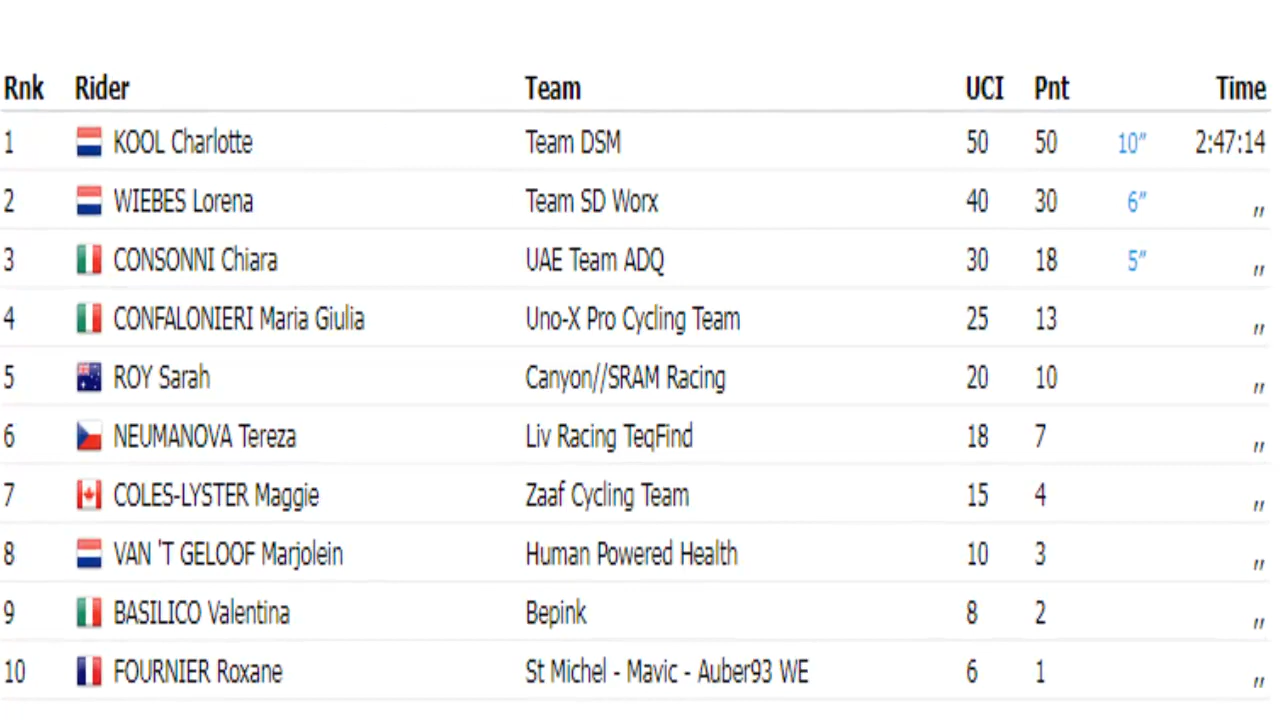 Rnk Rider Team UCI Pnt Time
1 KOOL Charlotte Team DSM 50 50 10″ 2:47:14
2 WIEBES Lorena Team SD Worx 40 30 6″ ,,
3 CONSONNI Chiara UAE Team ADQ 30 18 5″ ,,
4 CONFALONIERI Maria Giulia Uno-X Pro Cycling Team 25 13 ,,
5 ROY Sarah Canyon//SRAM Racing 20 10 ,,
6 NEUMANOVA Tereza Liv Racing TeqFind 18 7 ,,
7 COLES-LYSTER Maggie Zaaf Cycling Team 15 4 ,,
8 VAN 'T GELOOF Marjolein Human Powered Health 10 3 ,,
9 BASILICO Valentina Bepink 8 2 ,,
10 FOURNIER Roxane St Michel - Mavic - Auber93 WE 6 1 ,,